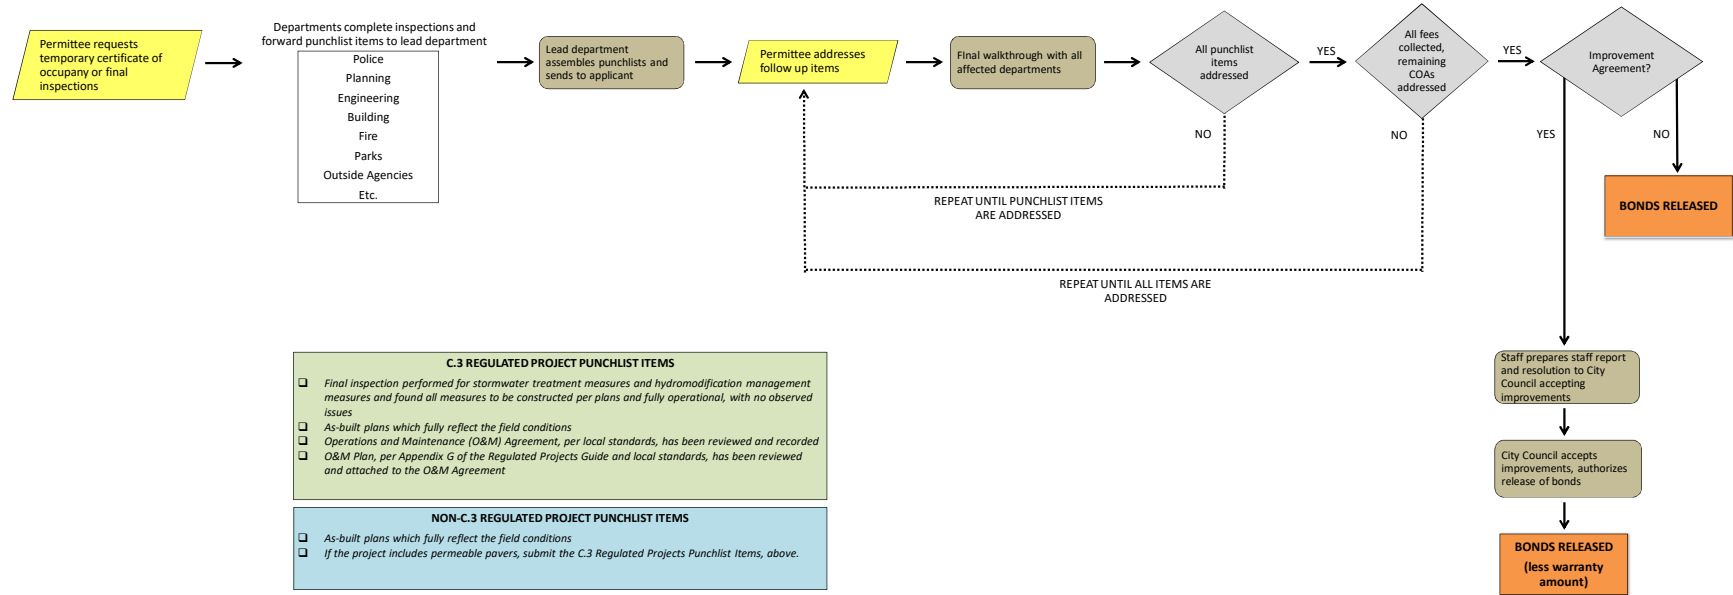 Permittee requests
temporary certificate of
occupany or final
inspections
Departments complete inspections and
forward punchlist items to lead department
Police
Planning
Engineering
Building
Fire
Parks
Outside Agencies
Etc.
Lead department
assembles punchlists and
sends to applicant
Permittee addresses
follow up items
FInal walkthrough with all
affected departments
All punchlist
items
addressed
YES
All fees
collected,
remaining
COAs
addressed
YES
Improvement
Agreement?
NO
NO
YES
NO
REPEAT UNTIL PUNCHLIST ITEMS
ARE ADDRESSED
REPEAT UNTIL ALL ITEMS ARE
ADDRESSED
BONDS RELEASED
Staff prepares staff report
and resolution to City
Council accepting
improvements
City Council accepts
improvements, authorizes
release of bonds
BONDS RELEASED
(less warranty
amount)
C.3 REGULATED PROJECT PUNCHLIST ITEMS
❑ Final inspection performed for stormwater treatment measures and hydromodification management
measures and found all measures to be constructed per plans and fully operational, with no observed
issues
❑ As-built plans which fully reflect the field conditions
❑ Operations and Maintenance (O&M) Agreement, per local standards, has been reviewed and recorded
❑ O&M Plan, per Appendix G of the Regulated Projects Guide and local standards, has been reviewed
and attached to the O&M Agreement
NON-C.3 REGULATED PROJECT PUNCHLIST ITEMS
❑ As-built plans which fully reflect the field conditions
❑ If the project includes permeable pavers, submit the C.3 Regulated Projects Punchlist Items, above.